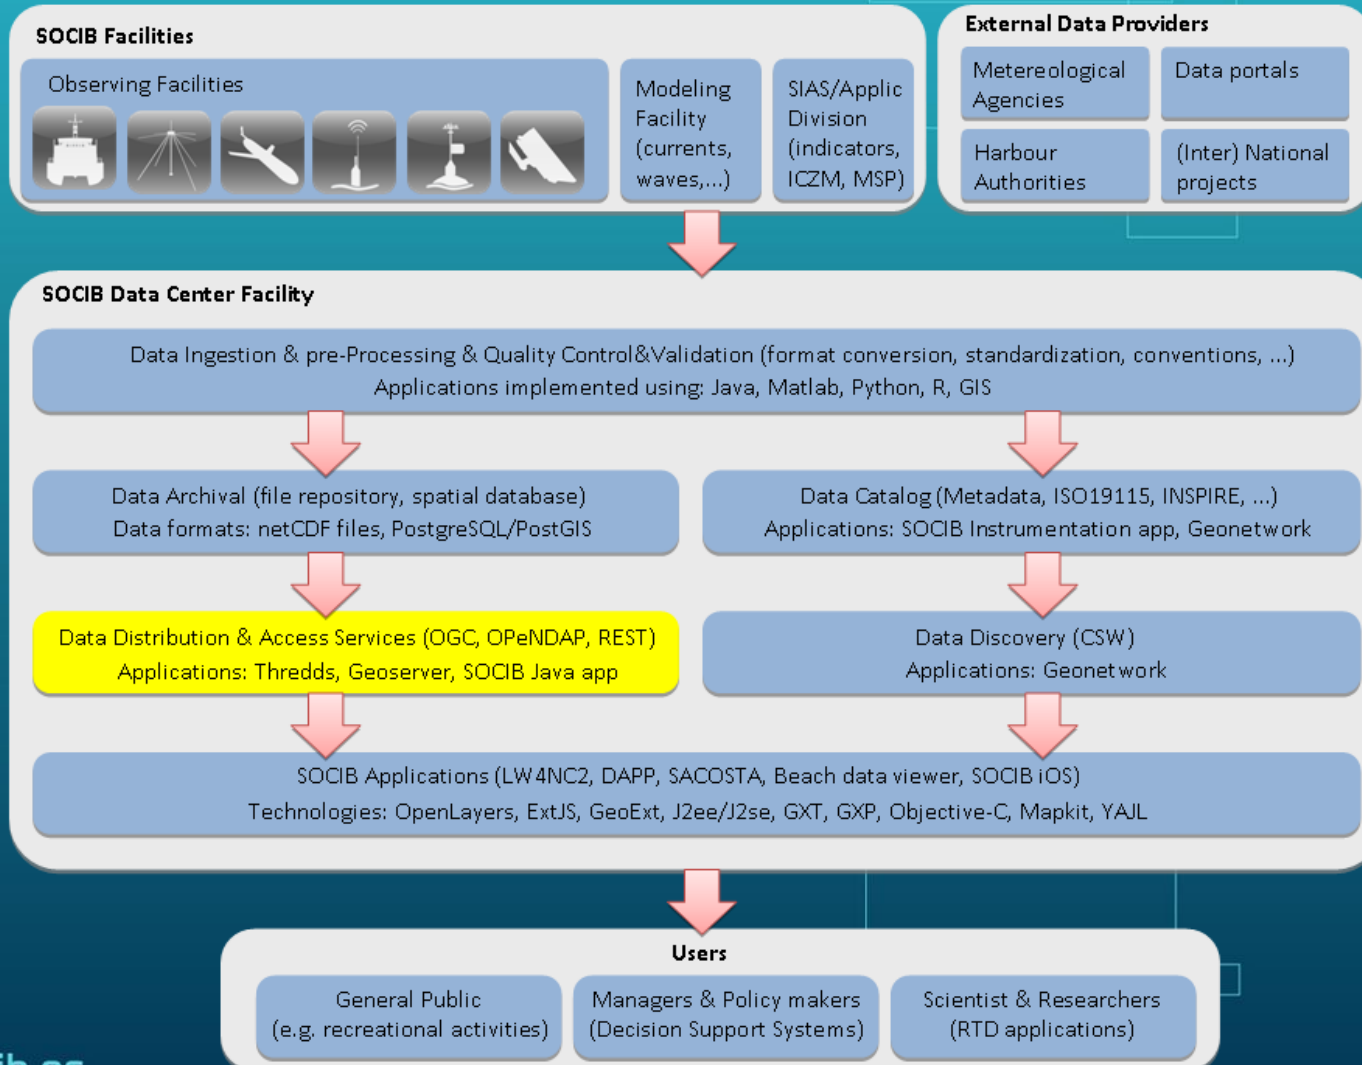 SOCIB Facilities
Observing Facilities
Modeling
Facility
(currents,
waves,...)
SIAS/Applic
Division
(indicators,
ICZM, MSP)
External Data Providers
Metereological
Agencies
Data portals
Harbour
Authorities
(Inter) National
projects
SOCIB Data Center Facility
Data Ingestion & pre-Processing & Quality Control&Validation (format conversion, standardization, conventions, ...)
Applications implemented using: Java, Matlab, Python, R, GIS
Data Archival (file repository, spatial database)
Data formats: netCDF files, PostgreSQL/PostGIS
Data Catalog (Metadata, ISO19115, INSPIRE, ...)
Applications: SOCIB Instrumentation app, Geonetwork
Data Distribution & Access Services (OGC, OPeNDAP, REST)
Applications: Thredds, Geoserver, SOCIB Java app
Data Discovery (CSW)
Applications: Geonetwork
SOCIB Applications (LW4NC2, DAPP, SACOSTA, Beach data viewer, SOCIB iOS)
Technologies: OpenLayers, ExtJS, GeoExt, J2ee/J2se, GXT, GXP, Objective-C, Mapkit, YAJL
Users
General Public
(e.g. recreational activities)
Managers & Policy makers
(Decision Support Systems)
Scientist & Researchers
(RTD applications)